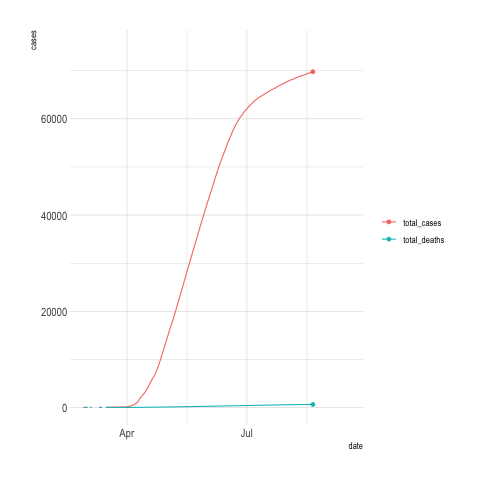 cases
60000
40000
20000
0
Apr
Jul
date
total_cases
total_deaths